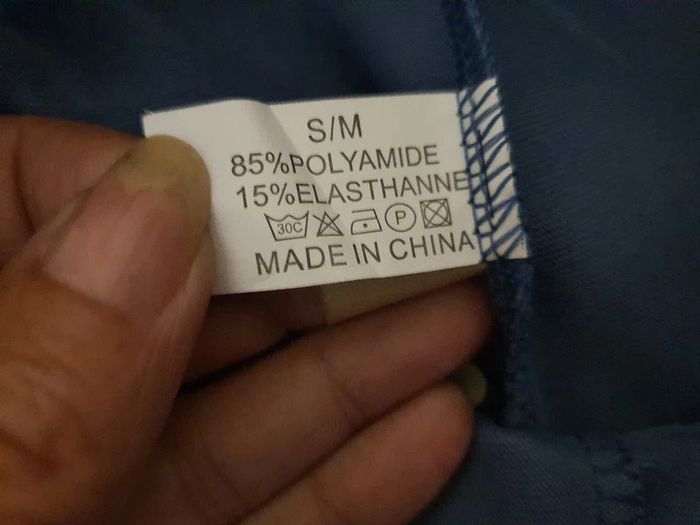 S/M
85%POLYAMIDE
15%ELASTHANNE
30C P
MADE IN CHINA